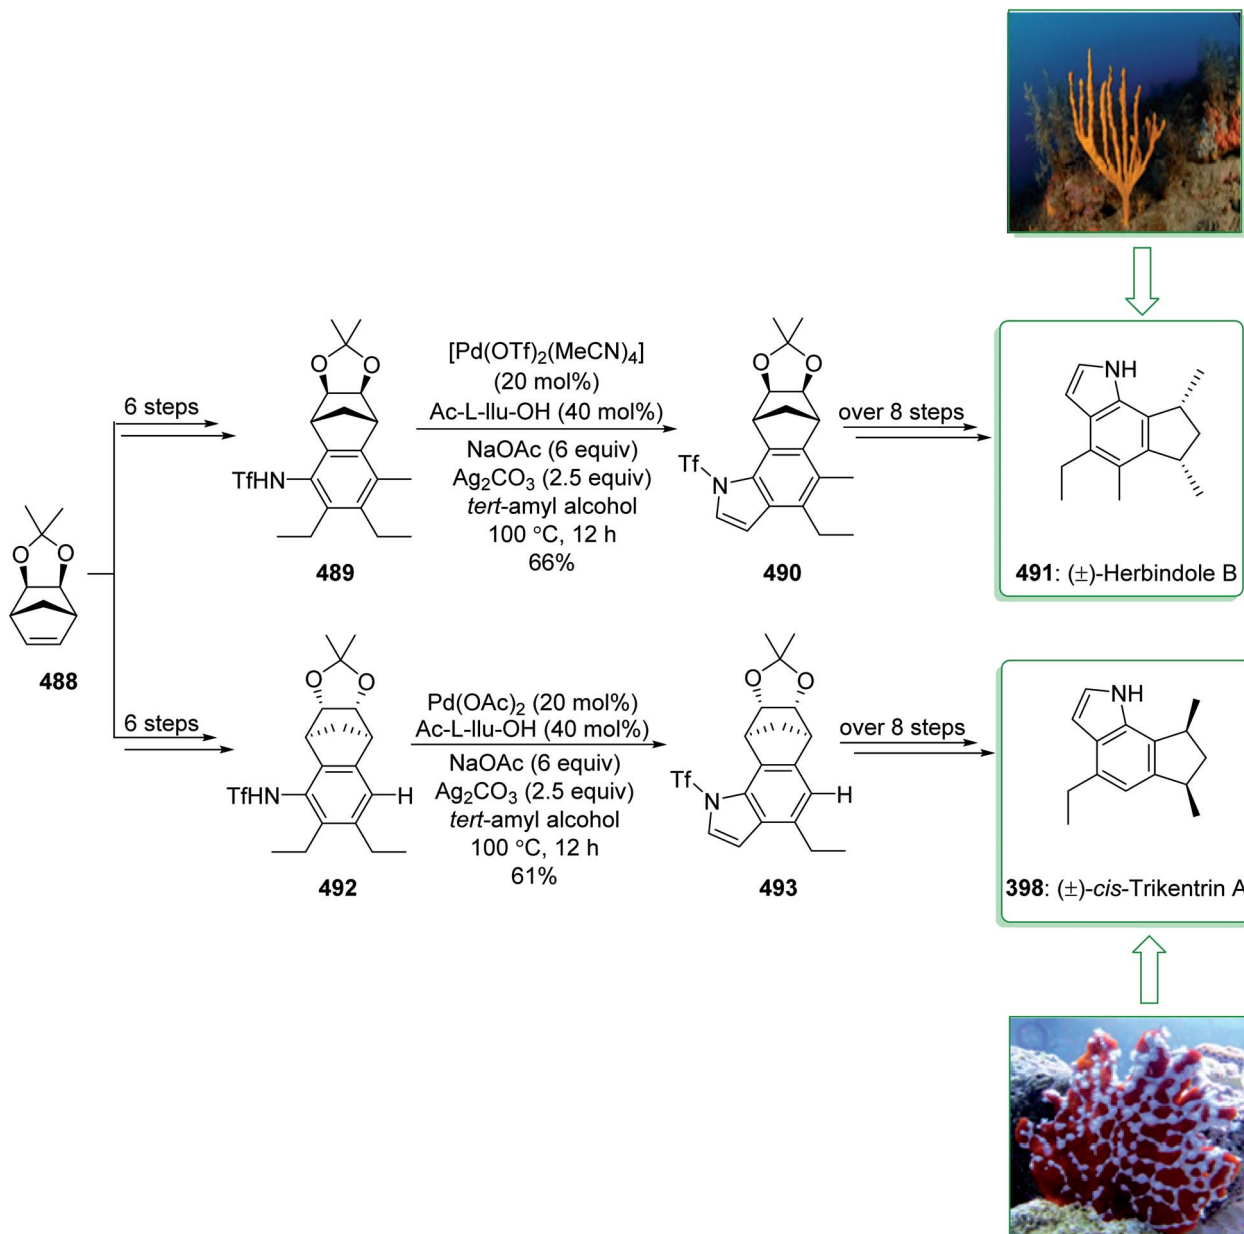 6 steps
O O
TfHN
489
[Pd(OTf)2(MeCN)4]
(20 mol%)
Ac-L-Ilu-OH (40 mol%)
NaOAc (6 equiv)
Ag2CO3 (2.5 equiv)
tert-amyl alcohol
100 °C, 12 h
66%
O O
Tf
N
490
over 8 steps
NH
491: (±)-Herbindole B
O O
488
6 steps
O O
TfHN
H
492
Pd(OAc)2 (20 mol%)
Ac-L-Ilu-OH (40 mol%)
NaOAc (6 equiv)
Ag2CO3 (2.5 equiv)
tert-amyl alcohol
100 °C, 12 h
61%
O O
Tf
N
H
493
over 8 steps
NH
398: (±)-cis-Trikentrin A